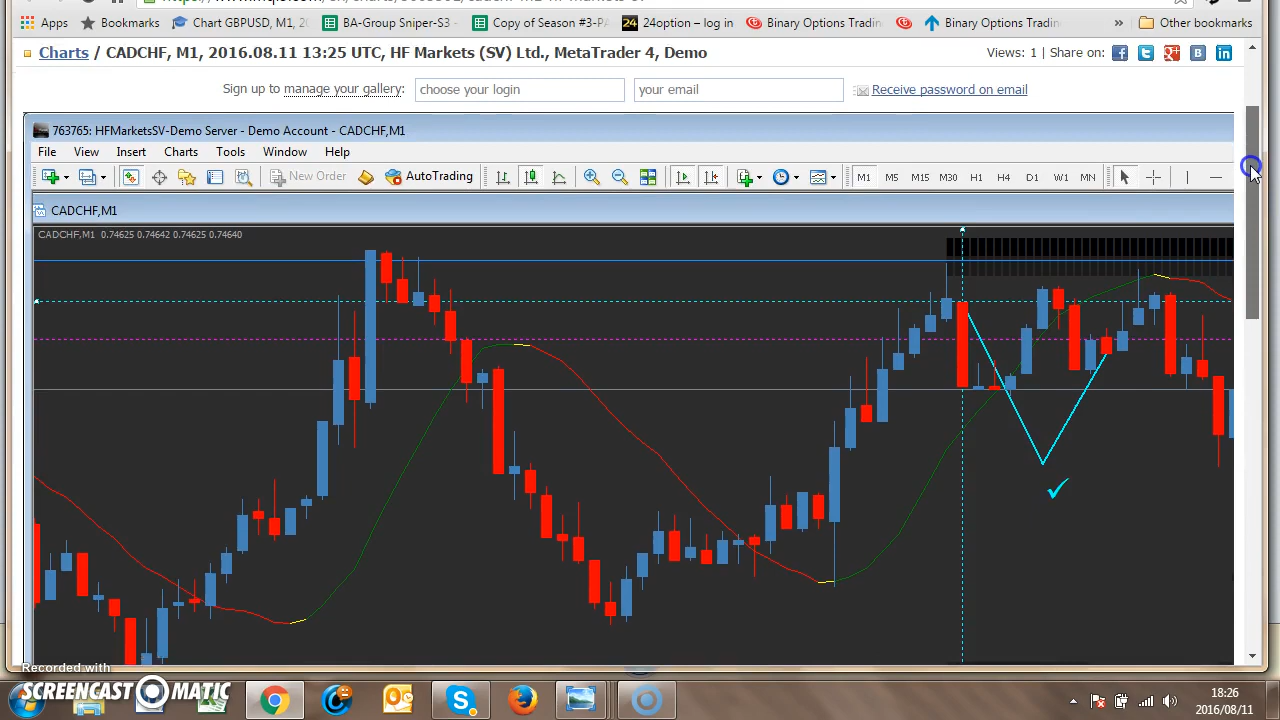 Apps Bookmarks Chart GBPUSD, M1, BA-Group Sniper-S3 Copy of Season #3-PA 24 24option – log in Binary Options Tradin Binary Options Tradin » Other bookmarks
Charts / CADCHF, M1, 2016.08.11 13:25 UTC, HF Markets (SV) Ltd., MetaTrader 4, Demo Views: 1 | Share on:
Sign up to manage your gallery: choose your login your email Receive password on email
763765: HFMarketsSV-Demo Server - Demo Account - CADCHF,M1
File View Insert Charts Tools Window Help
New Order AutoTrading M1 M5 M15 M30 H1 H4 D1 W1 MN
CADCHF,M1
CADCHF,M1 0.74625 0.74642 0.74625 0.74640
Recorded with
SCREENCAST MATIC
18:26
2016/08/11